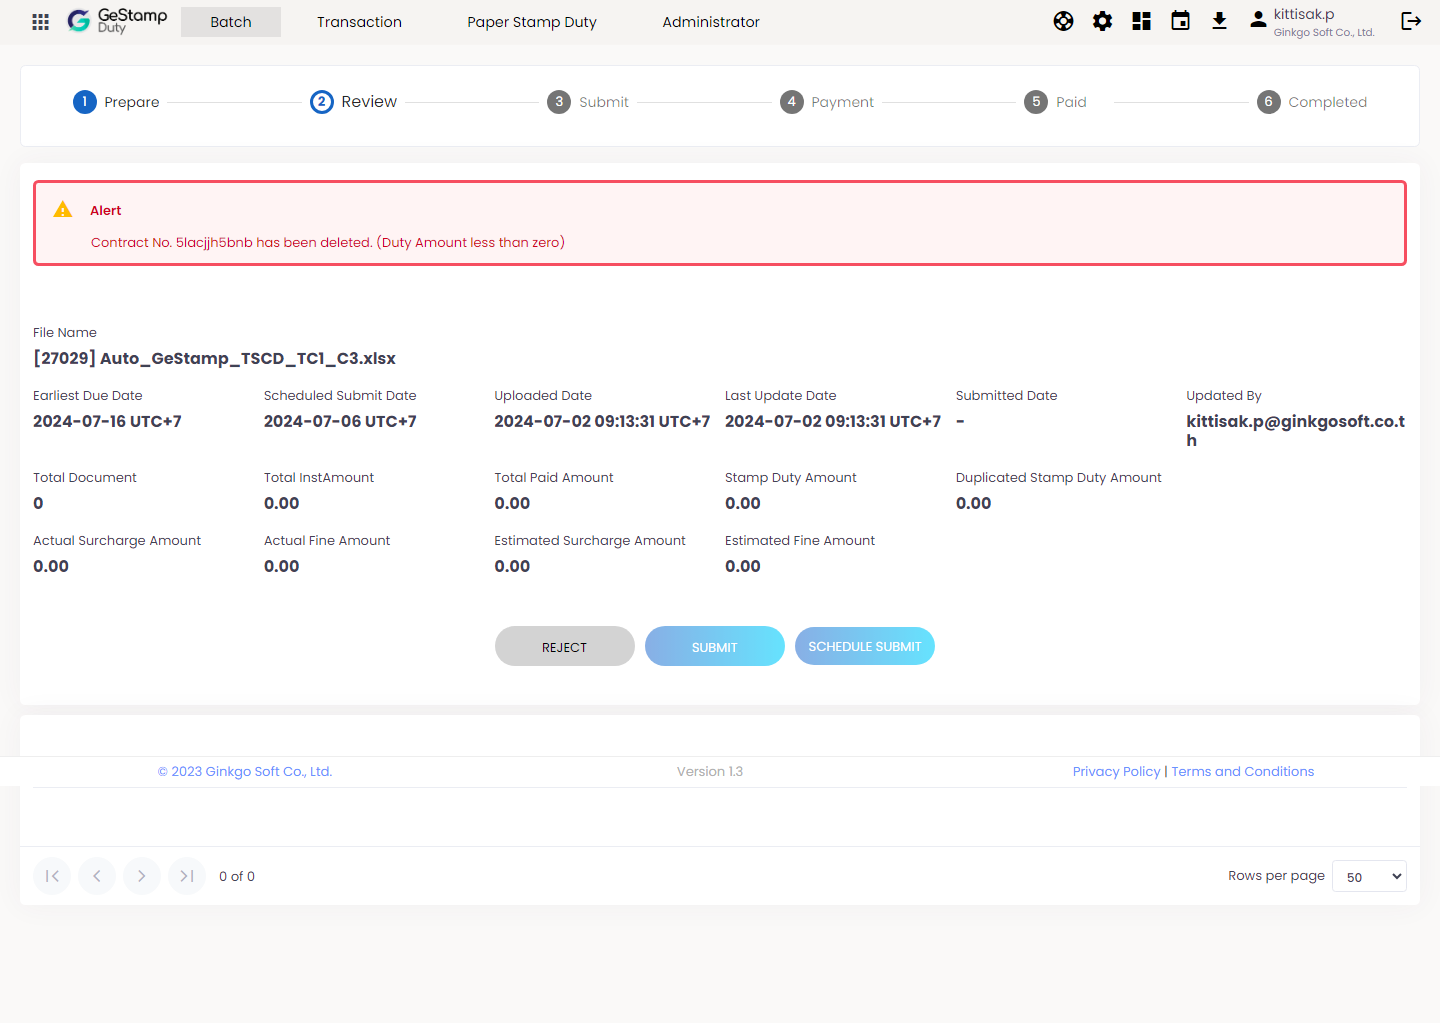 GeStamp
Duty
Batch
Transaction
Paper Stamp Duty
Administrator
kittisak.p
Ginkgo Soft Co., Ltd.
1 Prepare
2 Review
3 Submit
4 Payment
5 Paid
6 Completed
Alert
Contract No. 5lacjjh5bnb has been deleted. (Duty Amount less than zero)
File Name
[27029] Auto_GeStamp_TSCD_TC1_C3.xlsx
Earliest Due Date
2024-07-16 UTC+7
Scheduled Submit Date
2024-07-06 UTC+7
Uploaded Date
2024-07-02 09:13:31 UTC+7
Last Update Date
2024-07-02 09:13:31 UTC+7
Submitted Date
-
Updated By
kittisak.p@ginkgosoft.co.t
h
Total Document
0
Total InstAmount
0.00
Total Paid Amount
0.00
Stamp Duty Amount
0.00
Duplicated Stamp Duty Amount
0.00
Actual Surcharge Amount
0.00
Actual Fine Amount
0.00
Estimated Surcharge Amount
0.00
Estimated Fine Amount
0.00
REJECT
SUBMIT
SCHEDULE SUBMIT
© 2023 Ginkgo Soft Co., Ltd.
Version 1.3
Privacy Policy | Terms and Conditions
0 of 0
Rows per page
50